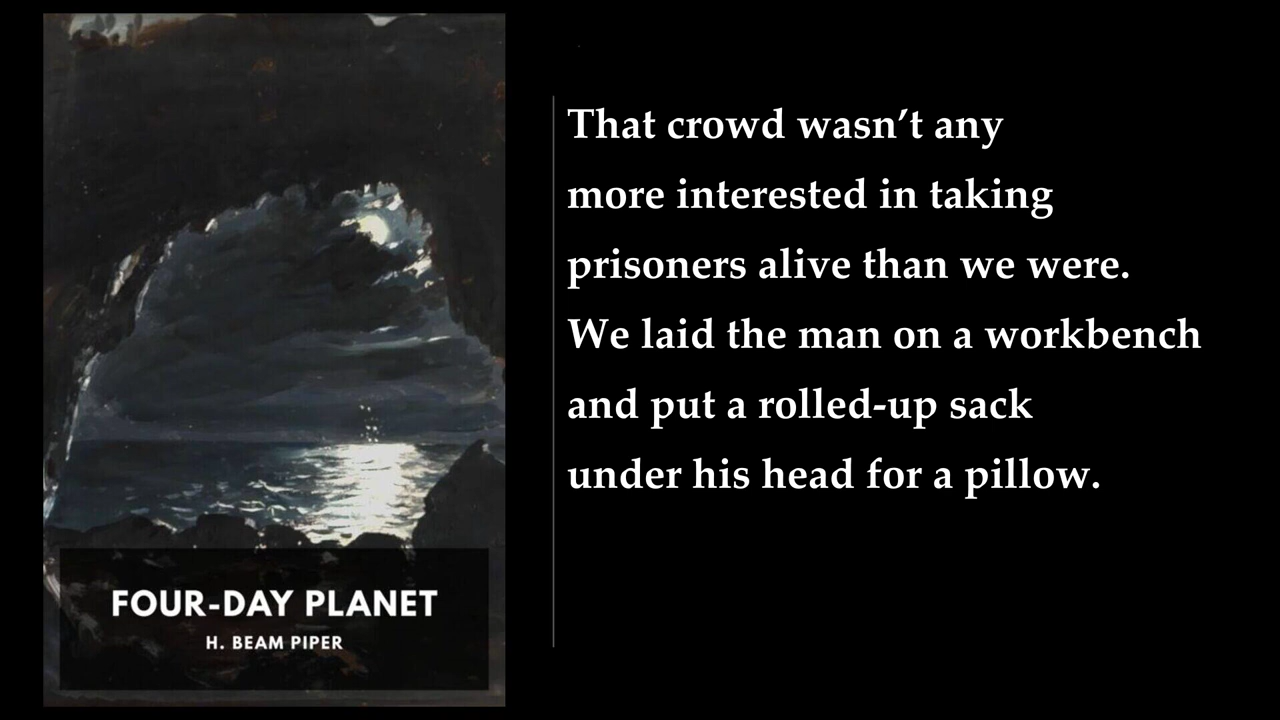 FOUR-DAY PLANET
H. BEAM PIPER
That crowd wasn’t any
more interested in taking
prisoners alive than we were.
We laid the man on a workbench
and put a rolled-up sack
under his head for a pillow.